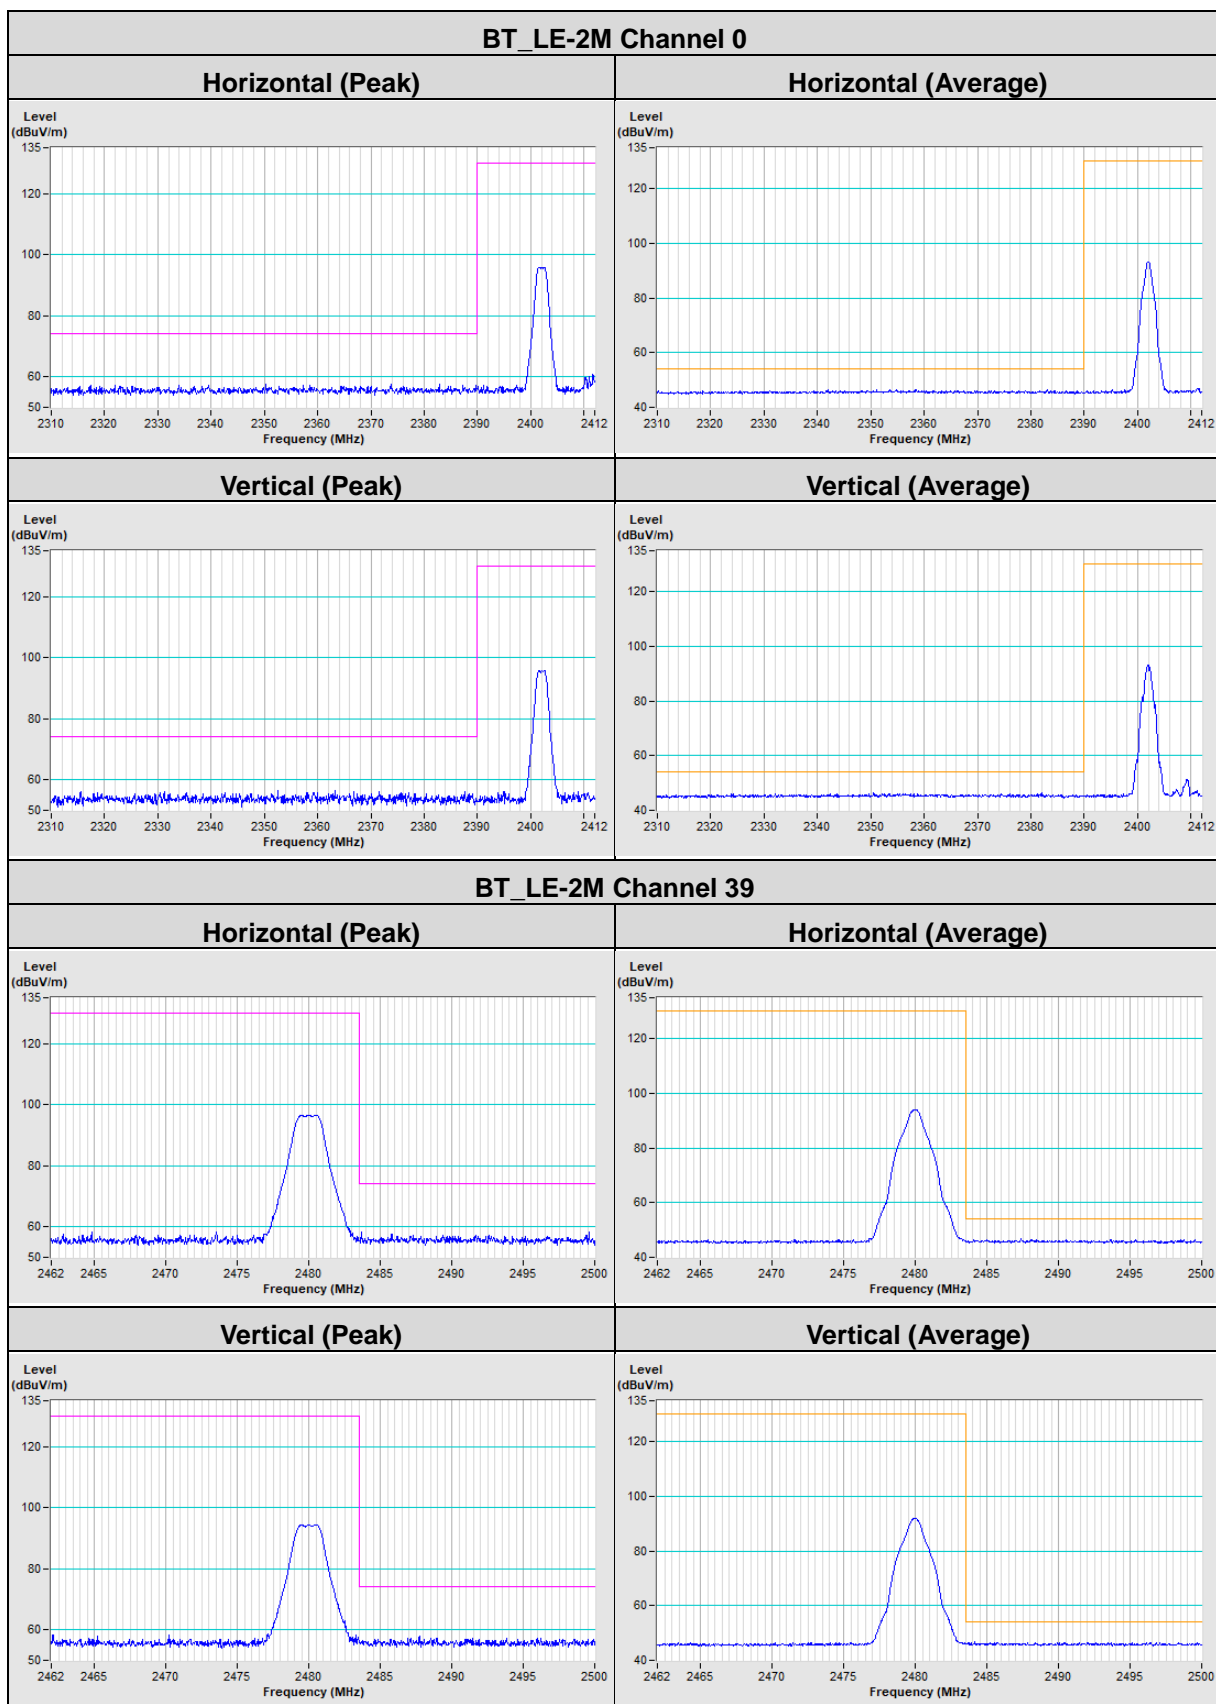 BT_LE-2M Channel 0
Horizontal (Peak)
Horizontal (Average)
Level
(dBuV/m)
135
120
100
80
60
50
2310 2320 2330 2340 2350 2360 2370 2380 2390 2400 2412
Frequency (MHz)
Level
(dBuV/m)
135
120
100
80
60
40
2310 2320 2330 2340 2350 2360 2370 2380 2390 2400 2412
Frequency (MHz)
Vertical (Peak)
Vertical (Average)
Level
(dBuV/m)
135
120
100
80
60
50
2310 2320 2330 2340 2350 2360 2370 2380 2390 2400 2412
Frequency (MHz)
Level
(dBuV/m)
135
120
100
80
60
40
2310 2320 2330 2340 2350 2360 2370 2380 2390 2400 2412
Frequency (MHz)
BT_LE-2M Channel 39
Horizontal (Peak)
Horizontal (Average)
Level
(dBuV/m)
135
120
100
80
60
50
2462 2465 2470 2475 2480 2485 2490 2495 2500
Frequency (MHz)
Level
(dBuV/m)
135
120
100
80
60
40
2462 2465 2470 2475 2480 2485 2490 2495 2500
Frequency (MHz)
Vertical (Peak)
Vertical (Average)
Level
(dBuV/m)
135
120
100
80
60
50
2462 2465 2470 2475 2480 2485 2490 2495 2500
Frequency (MHz)
Level
(dBuV/m)
135
120
100
80
60
40
2462 2465 2470 2475 2480 2485 2490 2495 2500
Frequency (MHz)